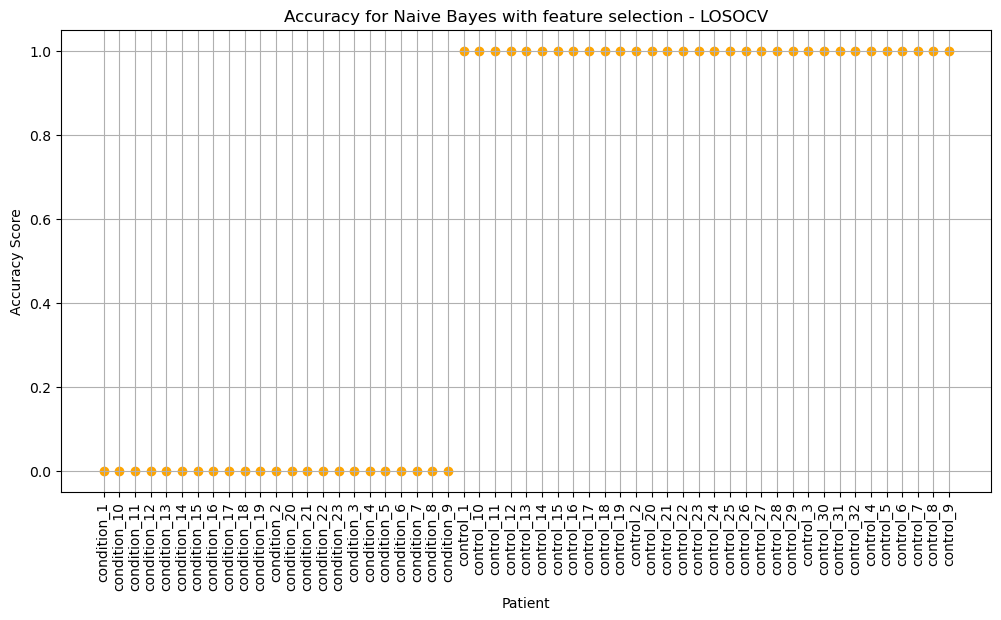 Accuracy for Naive Bayes with feature selection - LOSOCV
Accuracy Score
1.0
0.8
0.6
0.4
0.2
0.0
condition_1
condition_10
condition_11
condition_12
condition_13
condition_14
condition_15
condition_16
condition_17
condition_18
condition_19
condition_2
condition_20
condition_21
condition_22
condition_23
condition_3
condition_4
condition_5
condition_6
condition_7
condition_8
condition_9
control_1
control_10
control_11
control_12
control_13
control_14
control_15
control_16
control_17
control_18
control_19
control_2
control_20
control_21
control_22
control_23
control_24
control_25
control_26
control_27
control_28
control_29
control_3
control_30
control_31
control_32
control_4
control_5
control_6
control_7
control_8
control_9
Patient